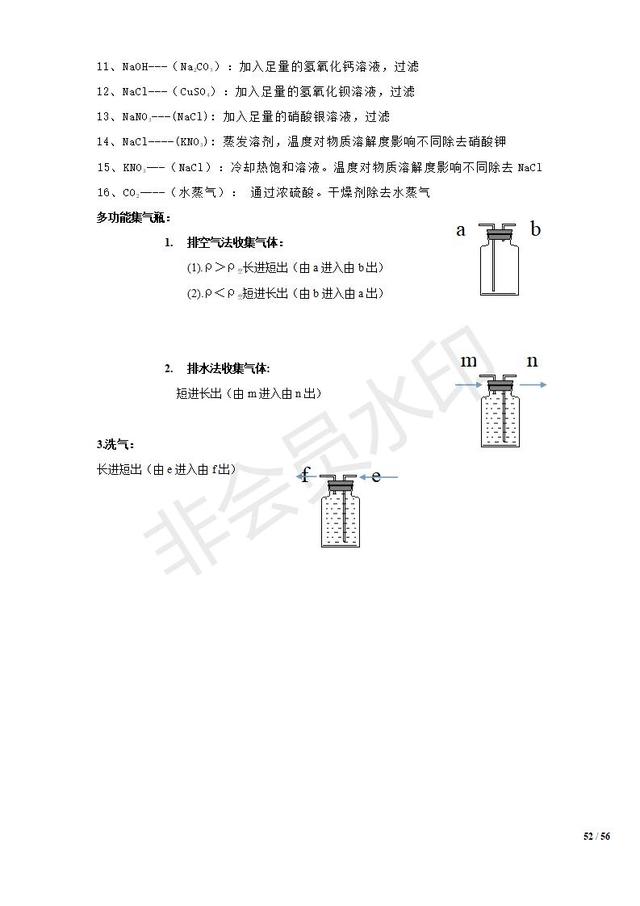 11、NaOH---（Na₂CO₃）：加入足量的氢氧化钙溶液，过滤
12、NaCl---（CuSO₄）：加入足量的氢氧化钡溶液，过滤
13、NaNO₃---(NaCl)：加入足量的硝酸银溶液，过滤
14、NaCl----(KNO₃)：蒸发溶剂，温度对物质溶解度影响不同除去硝酸钾
15、KNO₃---（NaCl）：冷却热饱和溶液。温度对物质溶解度影响不同除去 NaCl
16、CO₂----（水蒸气）： 通过浓硫酸。干燥剂除去水蒸气
多功能集气瓶：
1. 排空气法收集气体：
(1).ρ＞ρ空长进短出（由 a 进入由 b 出）
(2).ρ＜ρ空短进长出（由 b 进入由 a 出）
a b
2. 排水法收集气体：
短进长出（由 m 进入由 n 出）
m n
3.洗气：
长进短出（由 e 进入由 f 出）
f e
非会员水印
52 / 56